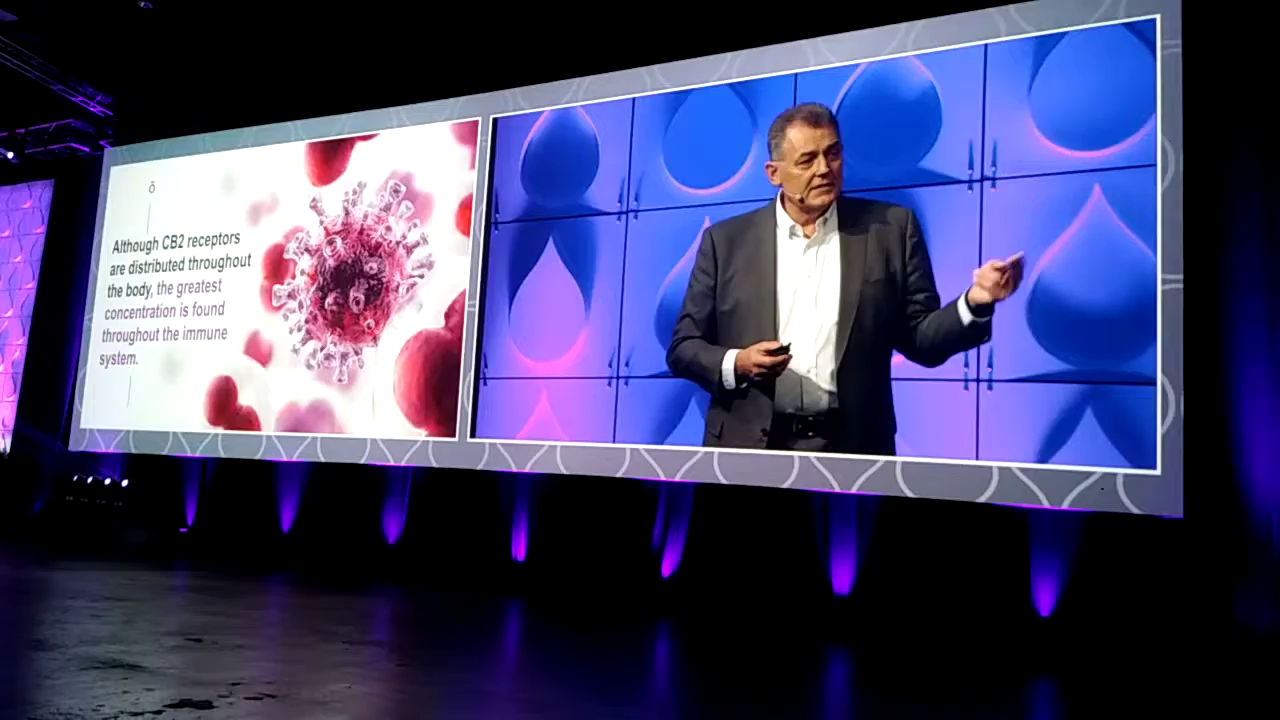 õ
Although CB2 receptors
are distributed throughout
the body, the greatest
concentration is found
throughout the immune
system.